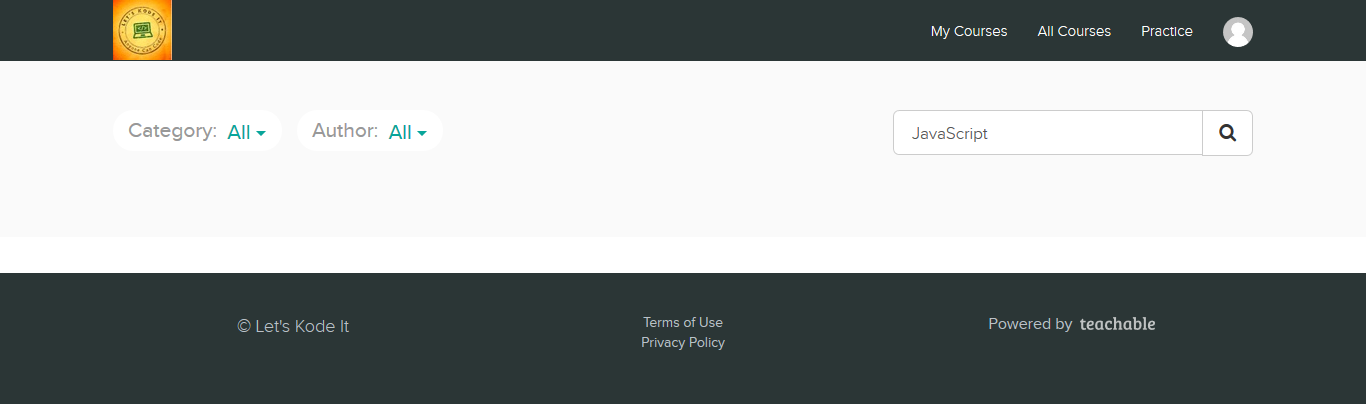 LET'S KODE IT
My Courses All Courses Practice
Category: All Author: All JavaScript
© Let's Kode It Terms of Use Powered by teachable
Privacy Policy